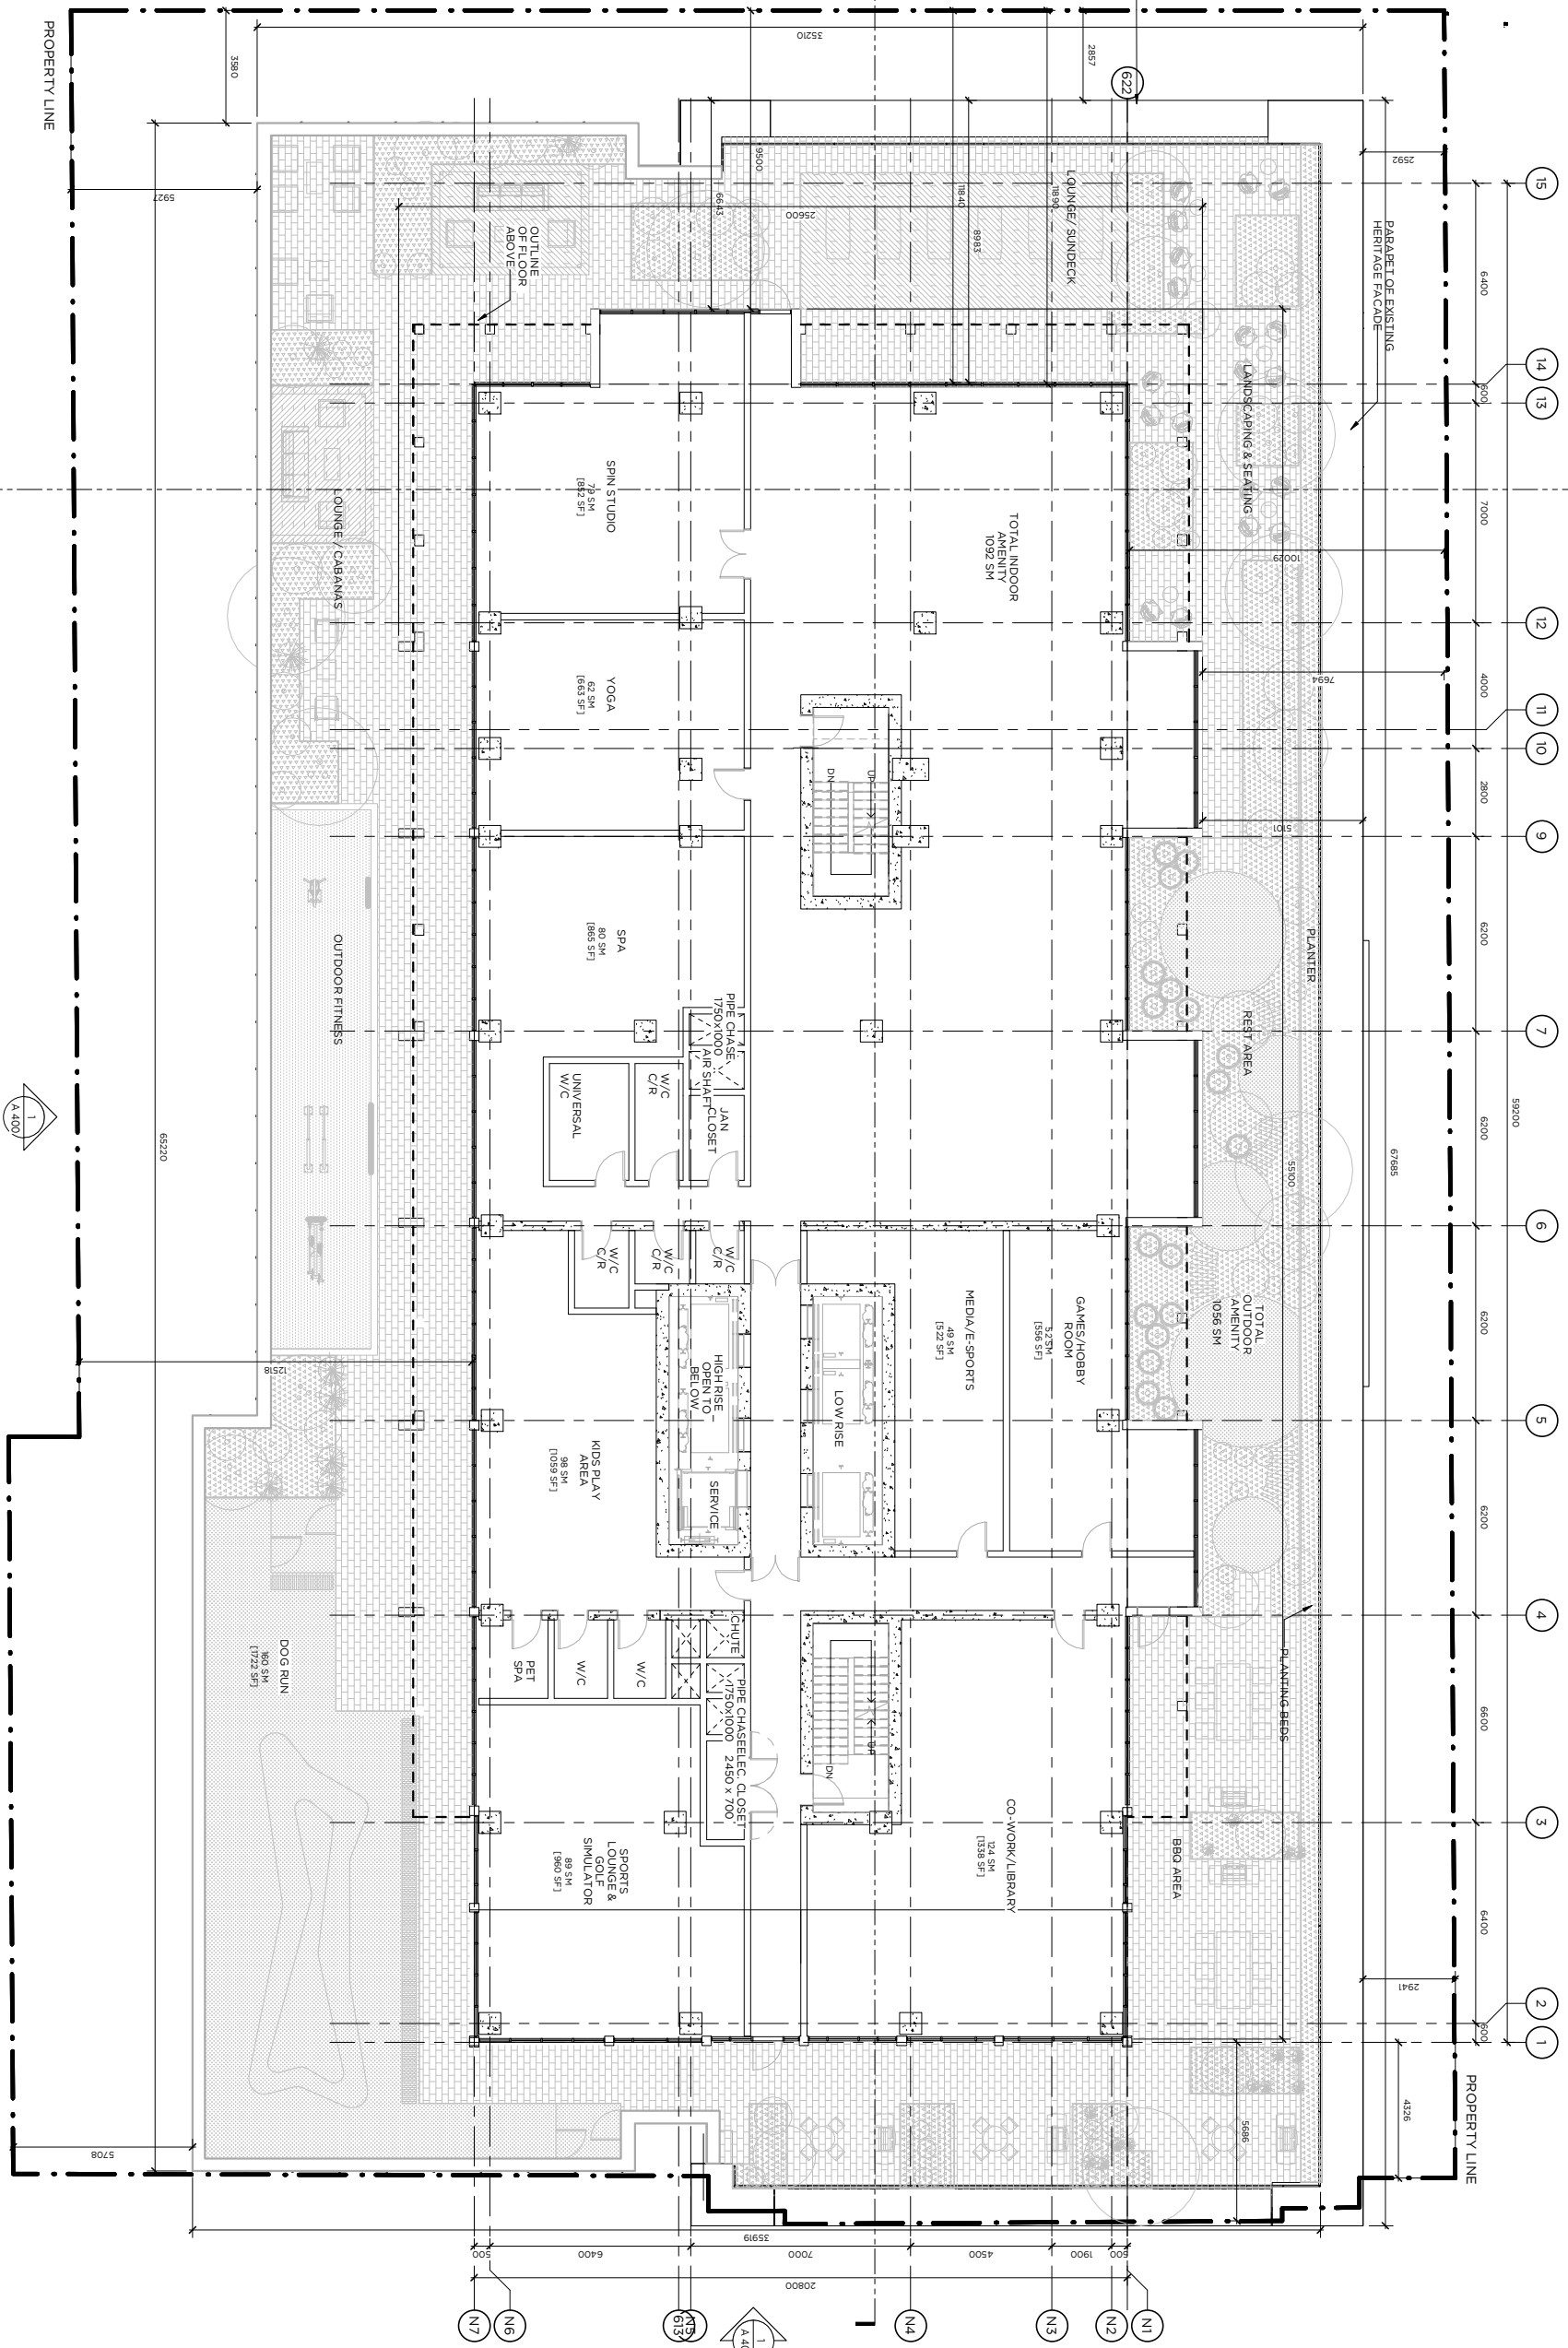 PROPERTY LINE
3580
35210
2857
622
2592
15
5927
9500
6643
25600
11840
8983
11890
LOUNGE/ SUNDECK
PARAPET OF EXISTING
HERITAGE FACADE
6400
OUTLINE
OF FLOOR
ABOVE
14
600
13
LANDSCAPING & SEATING
LOUNGE / CABANAS
SPIN STUDIO
79 SM
[852 SF]
TOTAL INDOOR
AMENITY
1092 SM
7000
10029
12
YOGA
62 SM
[663 SF]
7694
4000
11
10
DN
UP
2800
5101
9
OUTDOOR FITNESS
SPA
80 SM
[865 SF]
PLANTER
6200
PIPE CHASE
1750x1000
AIR SHAFT
REST AREA
7
UNIVERSAL
W/C
W/C
C/R
JAN
CLOSET
1
A 400
65220
6200
59200
67685
55100
6
W/C
C/R
W/C
C/R
W/C
C/R
MEDIA/E-SPORTS
49 SM
[522 SF]
GAMES/HOBBY
ROOM
52 SM
[556 SF]
TOTAL
OUTDOOR
AMENITY
1056 SM
6200
12518
HIGH RISE
OPEN TO
BELOW
LOW RISE
5
KIDS PLAY
AREA
98 SM
[1059 SF]
SERVICE
6200
4
DOG RUN
160 SM
[1722 SF]
PET
SPA
W/C
W/C
CHUTE
PIPE CHASE
1750x1000
ELEC. CLOSET
2450 x 700
UP
DN
PLANTING BEDS
6600
3
SPORTS
LOUNGE &
GOLF
SIMULATOR
89 SM
[960 SF]
CO-WORK/LIBRARY
124 SM
[1338 SF]
BBQ AREA
6400
2941
2
600
1
4326
5686
PROPERTY LINE
5708
35919
500
6400
7000
4500
1900
500
20800
N7
N6
613
N5
N4
N3
N2
N1
1